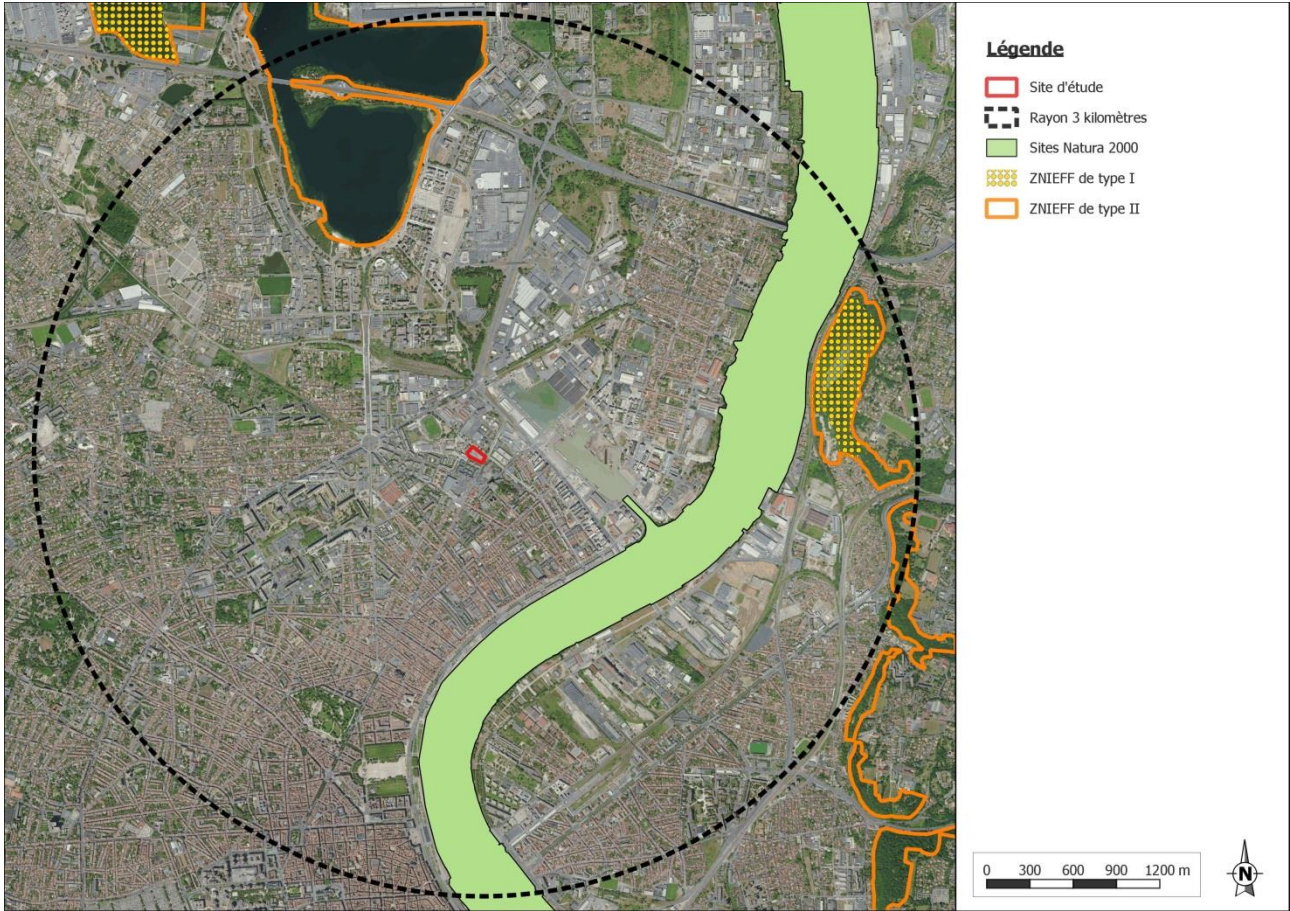 Légende
Site d'étude
Rayon 3 kilomètres
Sites Natura 2000
ZNIEFF de type I
ZNIEFF de type II
0 300 600 900 1200 m
N